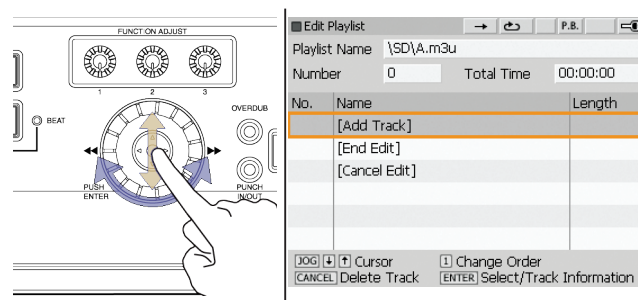 FUNCTION ADJUST
1 2 3
OVERDUB
BEAT
PUSH
ENTER
PUNCH
IN/OUT
Edit Playlist P.B.
Playlist Name \SD\A.m3u
Number 0 Total Time 00:00:00
No. Name Length
[Add Track]
[End Edit]
[Cancel Edit]
JOG Cursor 1 Change Order
CANCEL Delete Track ENTER Select/Track Information